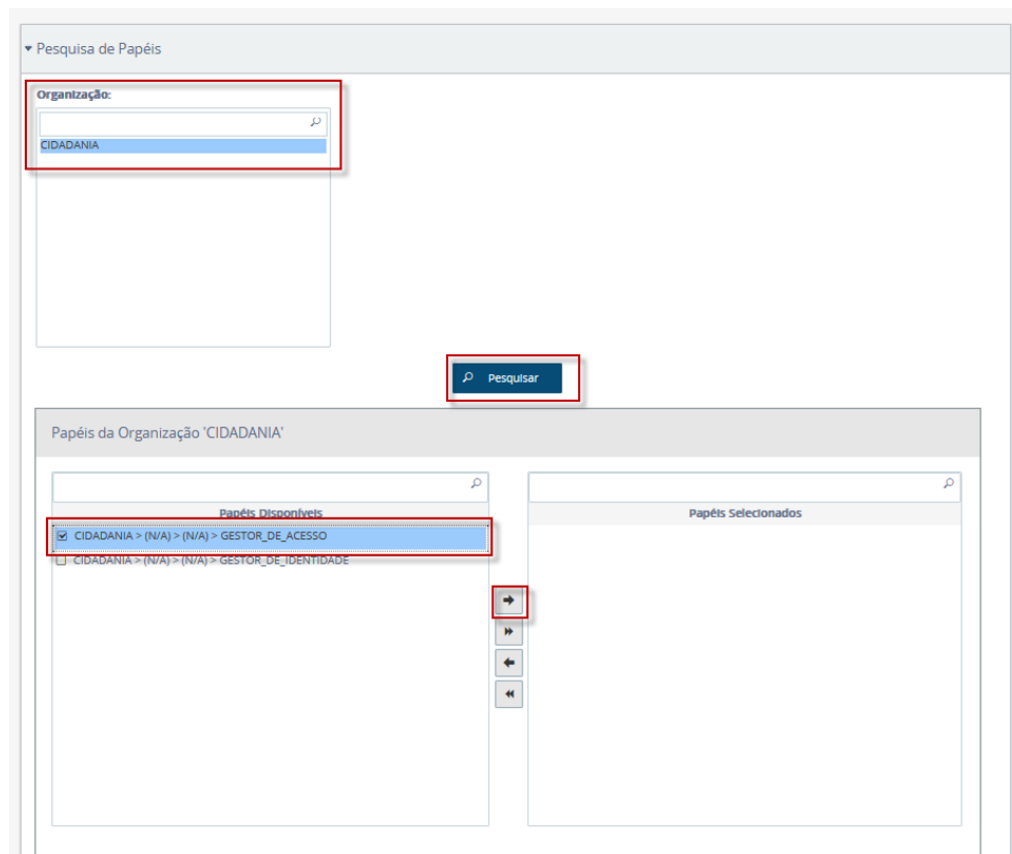 Pesquisa de Papéis
Organização:
CIDADANIA
Pesquisar
Papéis da Organização 'CIDADANIA'
Papéis Disponíveis
Papéis Selecionados
CIDADANIA > (N/A) > (N/A) > GESTOR_DE_ACESSO
CIDADANIA > (N/A) > (N/A) > GESTOR_DE_IDENTIDADE